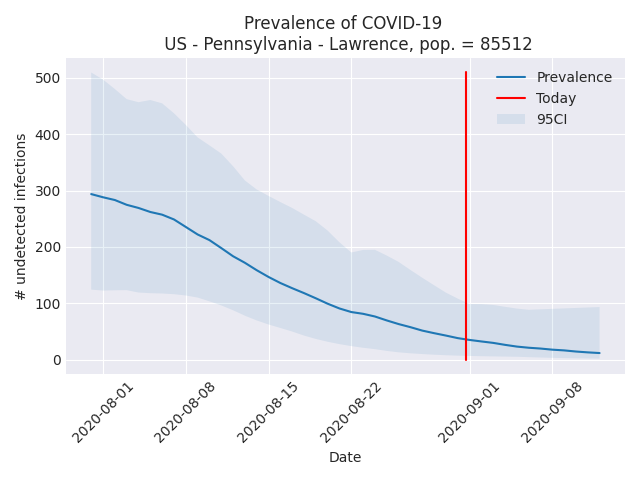 Prevalence of COVID-19
US - Pennsylvania - Lawrence, pop. = 85512
Prevalence
Today
95CI
500
400
300
200
100
0
# undetected infections
2020-08-01
2020-08-08
2020-08-15
2020-08-22
2020-09-01
2020-09-08
Date